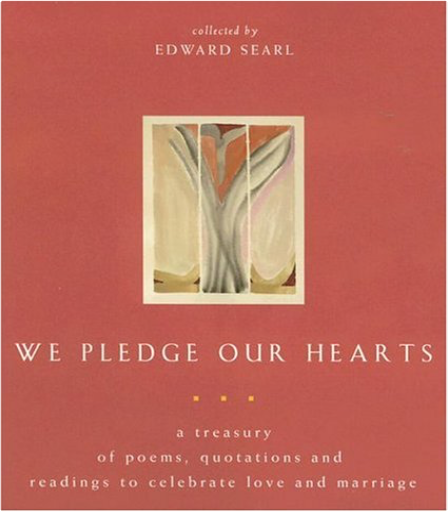 collected by
EDWARD SEARL
WE PLEDGE OUR HEARTS
a treasury
of poems, quotations and
readings to celebrate love and marriage